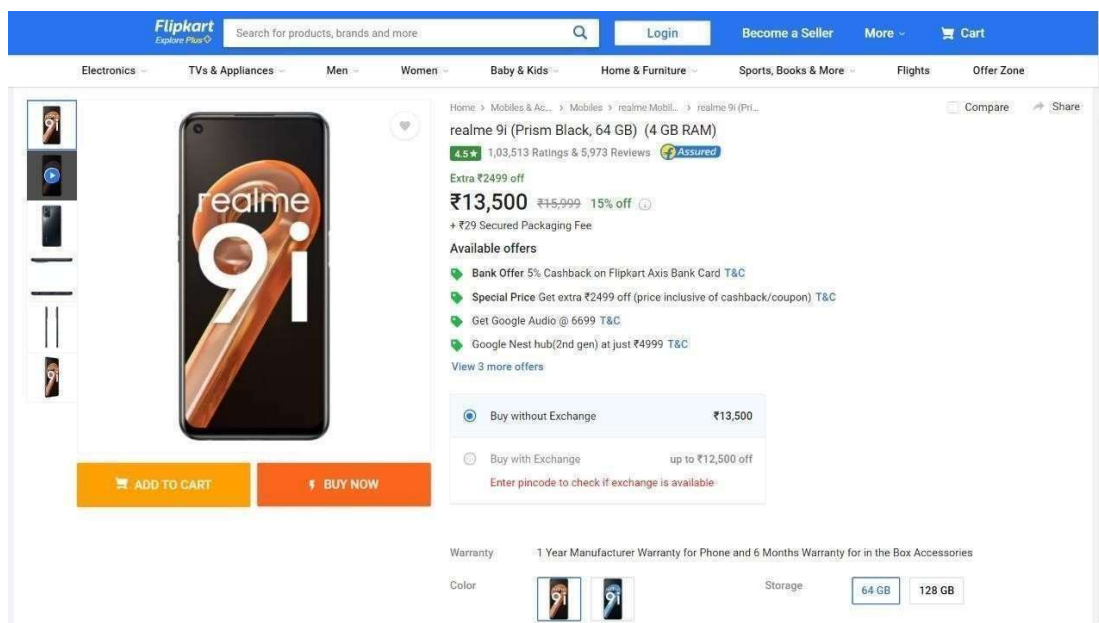 Flipkart
Explore Plus
Search for products, brands and more
Login
Become a Seller
More
Cart
Electronics
TVs & Appliances
Men
Women
Baby & Kids
Home & Furniture
Sports, Books & More
Flights
Offer Zone
Home > Mobiles & Ac... > Mobiles > realme Mobil... > realme 9i (Pri...
Compare
Share
realme 9i (Prism Black, 64 GB) (4 GB RAM)
4.5★ 1,03,513 Ratings & 5,973 Reviews Assured
Extra ₹2499 off
₹13,500 ₹15,999 15% off
+ ₹29 Secured Packaging Fee
Available offers
Bank Offer 5% Cashback on Flipkart Axis Bank Card T&C
Special Price Get extra ₹2499 off (price inclusive of cashback/coupon) T&C
Get Google Audio @ 6699 T&C
Google Nest hub(2nd gen) at just ₹4999 T&C
View 3 more offers
Buy without Exchange ₹13,500
Buy with Exchange up to ₹12,500 off
Enter pincode to check if exchange is available
realme
9i
ADD TO CART
BUY NOW
Warranty 1 Year Manufacturer Warranty for Phone and 6 Months Warranty for in the Box Accessories
Color
9i
9i
Storage
64 GB
128 GB
9i
9i